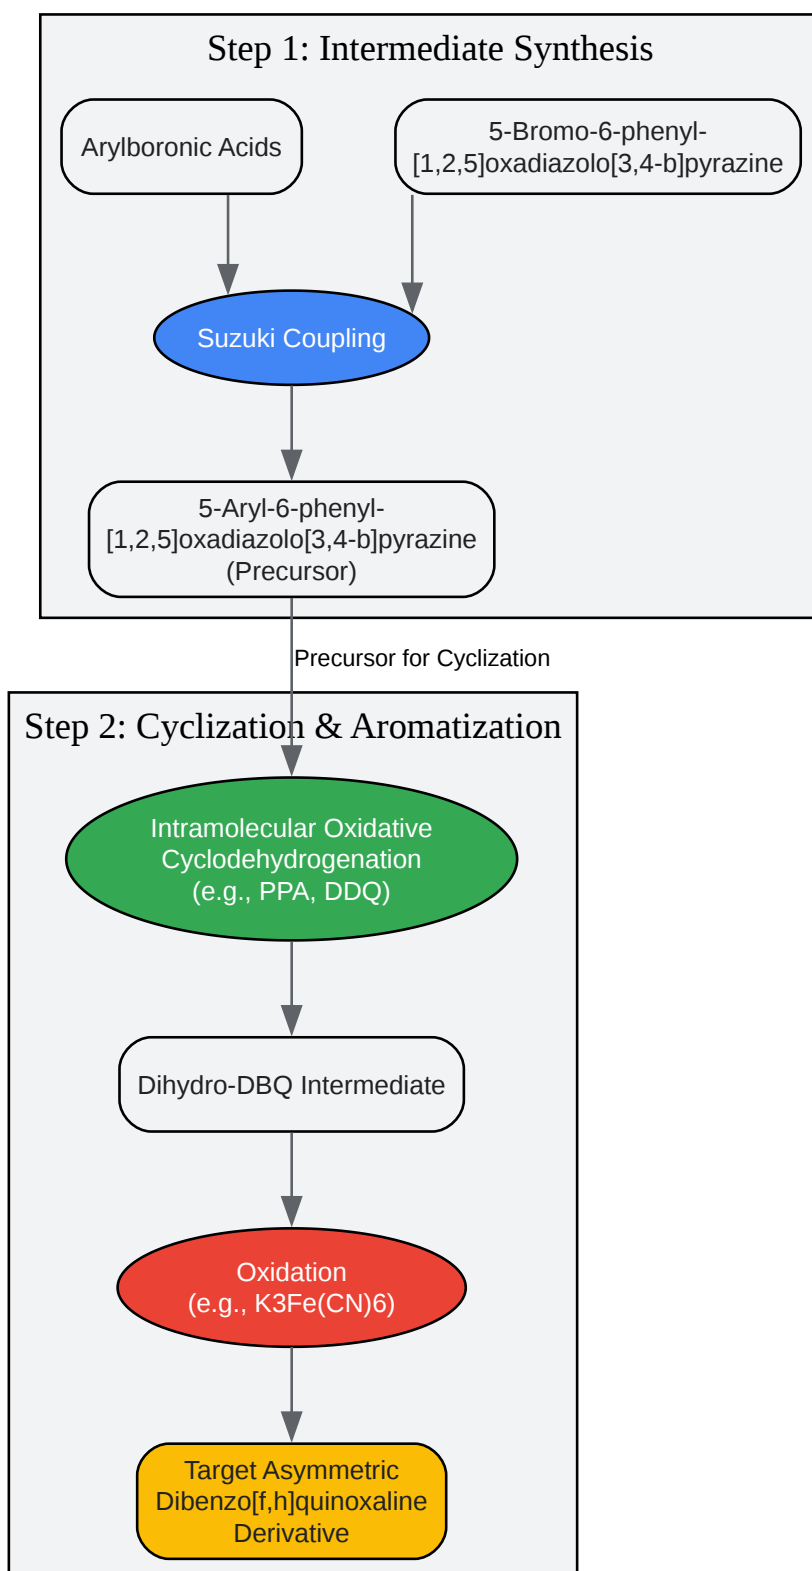 Step 1: Intermediate Synthesis
Arylboronic Acids
5-Bromo-6-phenyl-
[1,2,5]oxadiazolo[3,4-b]pyrazine
Suzuki Coupling
5-Aryl-6-phenyl-
[1,2,5]oxadiazolo[3,4-b]pyrazine
(Precursor)
Precursor for Cyclization
Step 2: Cyclization & Aromatization
Intramolecular Oxidative
Cyclodehydrogenation
(e.g., PPA, DDQ)
Dihydro-DBQ Intermediate
Oxidation
(e.g., K3Fe(CN)6)
Target Asymmetric
Dibenzo[f,h]quinoxaline
Derivative